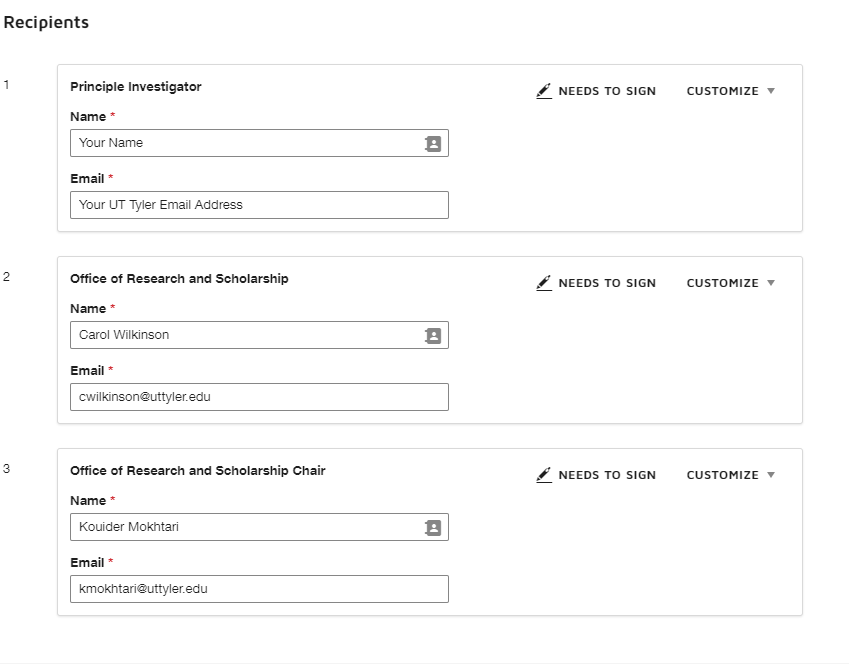 Recipients
1
Principle Investigator
NEEDS TO SIGN
CUSTOMIZE
Name *
Your Name
Email *
Your UT Tyler Email Address
2
Office of Research and Scholarship
NEEDS TO SIGN
CUSTOMIZE
Name *
Carol Wilkinson
Email *
cwilkinson@uttyler.edu
3
Office of Research and Scholarship Chair
NEEDS TO SIGN
CUSTOMIZE
Name *
Kouider Mokhtari
Email *
kmokhtari@uttyler.edu